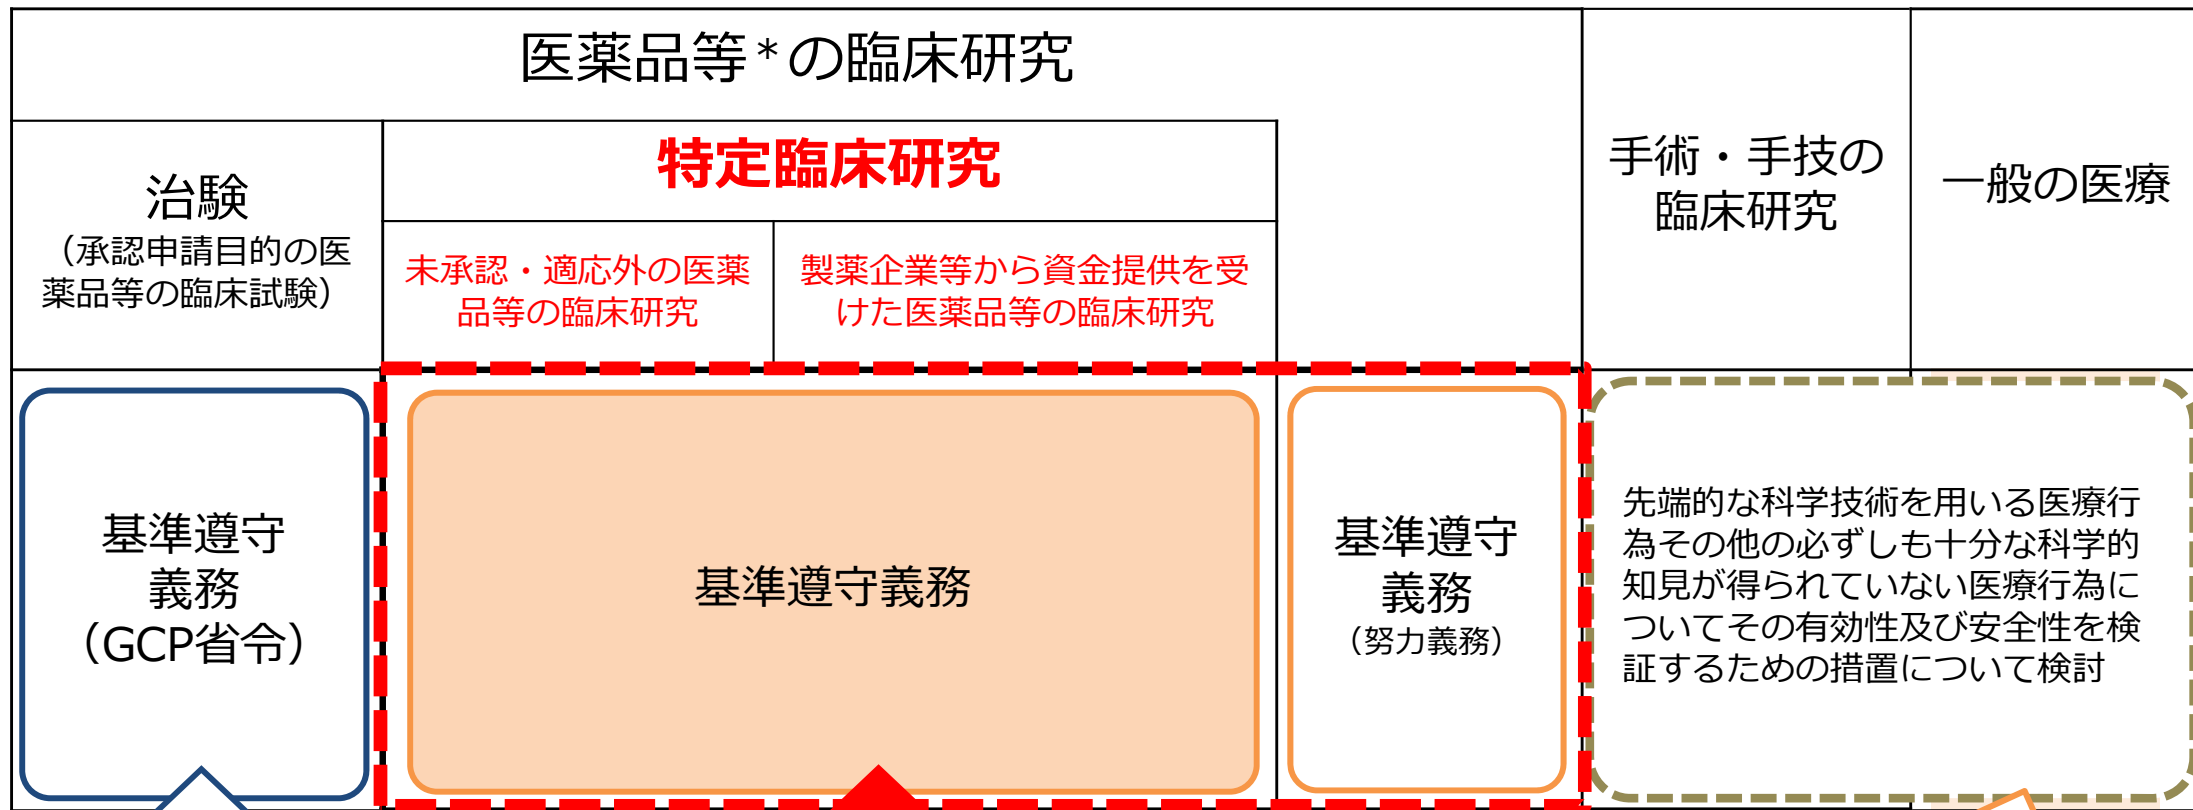 医薬品等*の臨床研究
治験
（承認申請目的の医
薬品等の臨床試験）
特定臨床研究
未承認・適応外の医薬
品等の臨床研究
製薬企業等から資金提供を受
けた医薬品等の臨床研究
手術・手技の
臨床研究
一般の医療
基準遵守
義務
（GCP省令）
基準遵守義務
基準遵守
義務
（努力義務）
先端的な科学技術を用いる医療行
為その他の必ずしも十分な科学的
知見が得られていない医療行為に
ついてその有効性及び安全性を検
証するための措置について検討